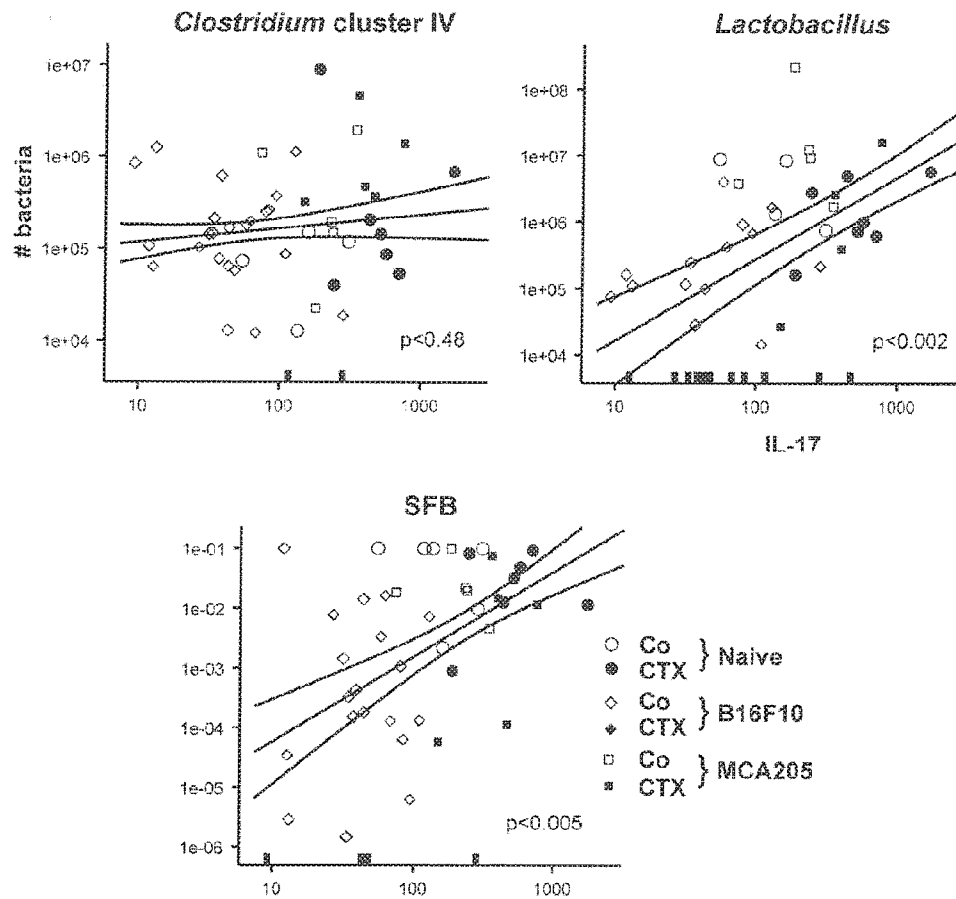 Clostridium cluster IV
# bacteria
1e+07
1e+06
1e+05
1e+04
10
100
1000
p<0.48
Lactobacillus
1e+08
1e+07
1e+06
1e+05
1e+04
10
100
1000
p<0.002
IL-17
SFB
1e-01
1e-02
1e-03
1e-04
1e-05
1e-06
10
100
1000
p<0.005
Co
CTX
} Naive
Co
CTX
} B16F10
Co
CTX
} MCA205